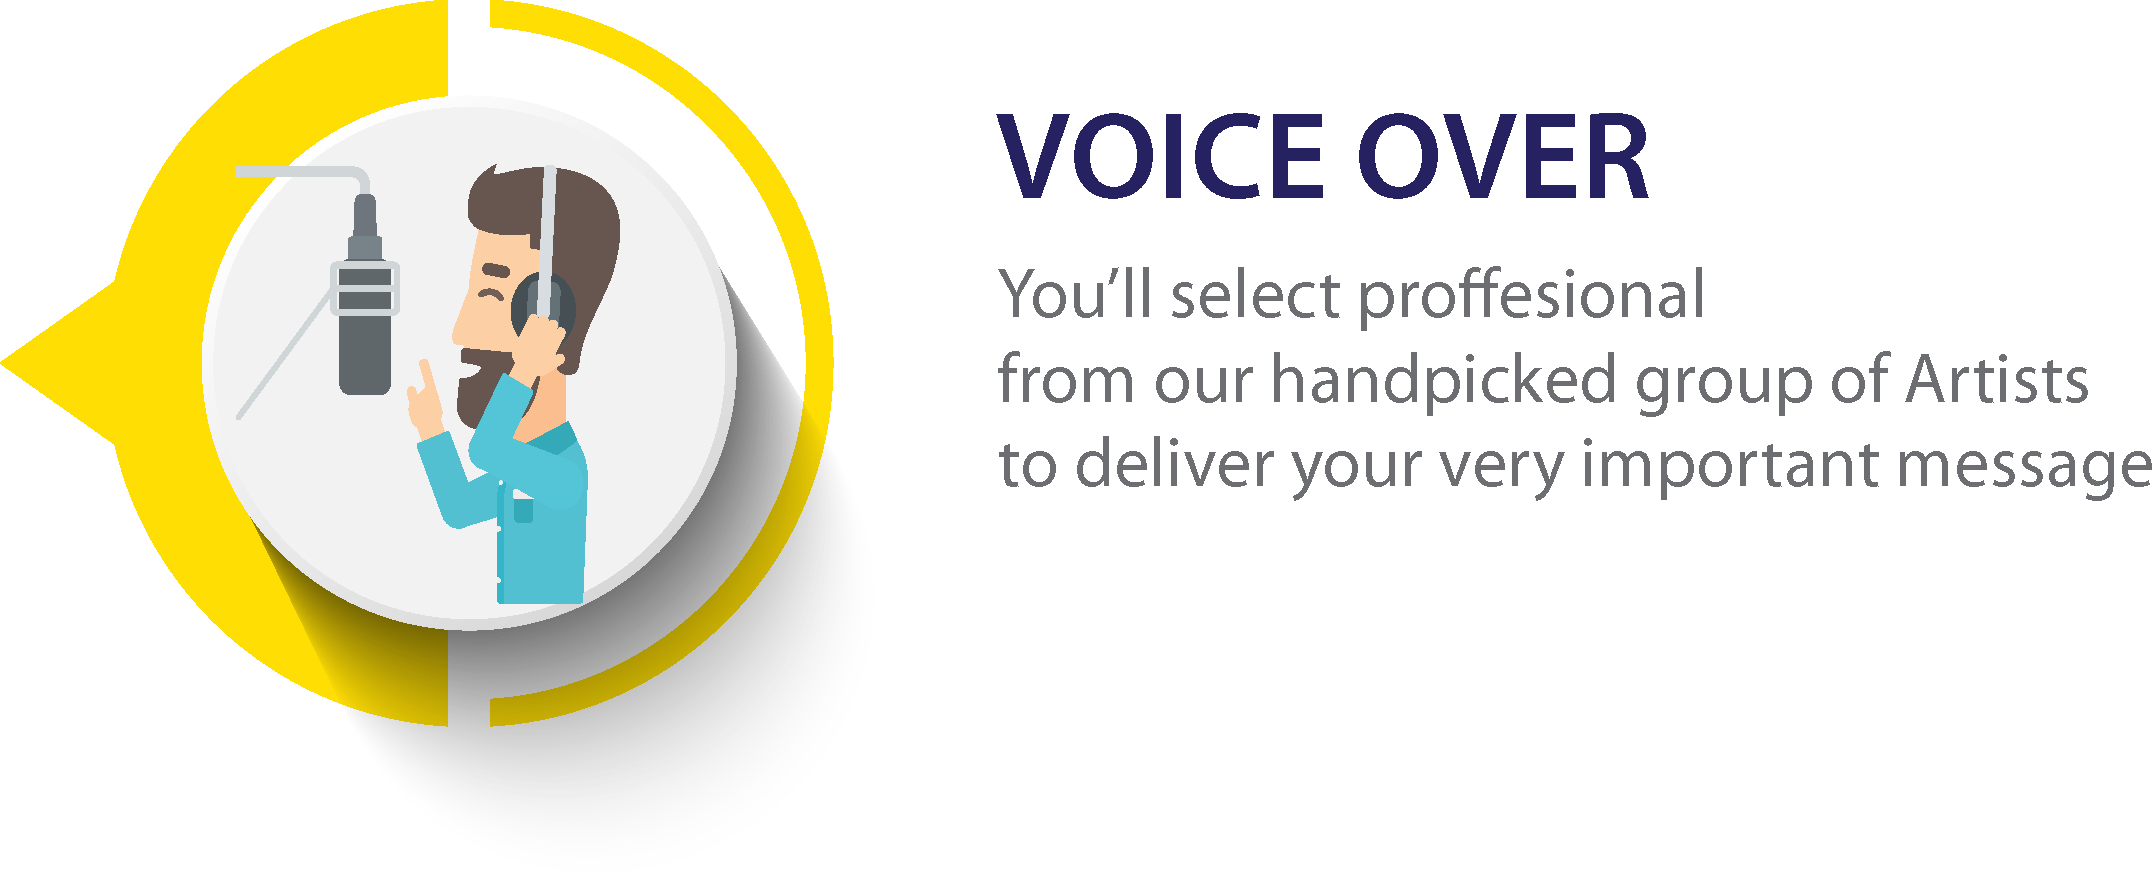 VOICE OVER
You’ll select proffesional
from our handpicked group of Artists
to deliver your very important message